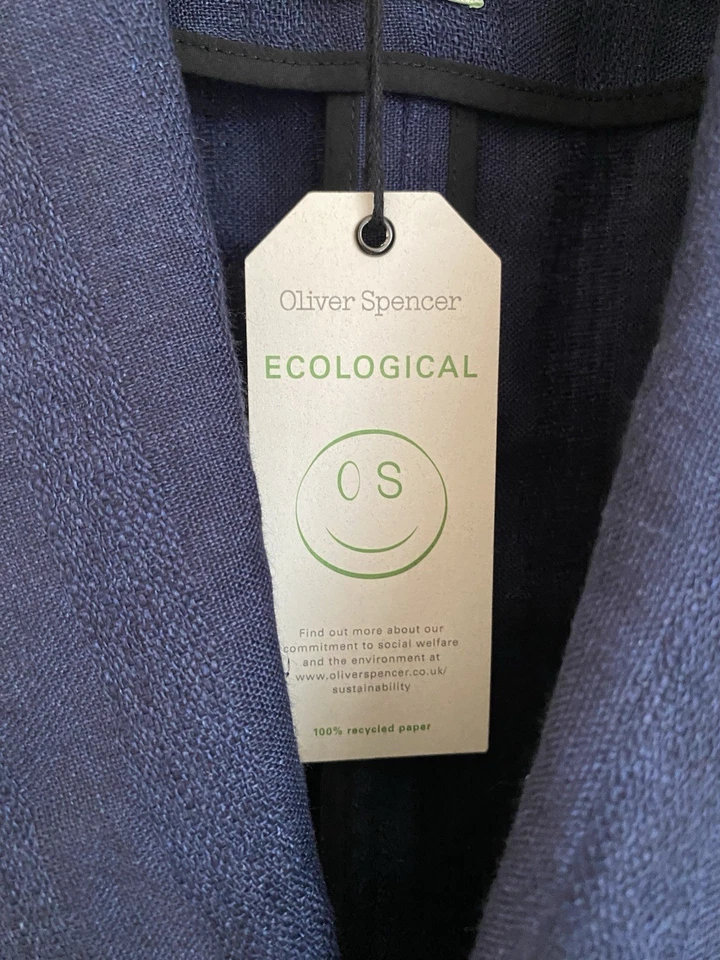 Oliver Spencer
ECOLOGICAL
O S
Find out more about our
commitment to social welfare
and the environment at
www.oliverspencer.co.uk/
sustainability
100% recycled paper